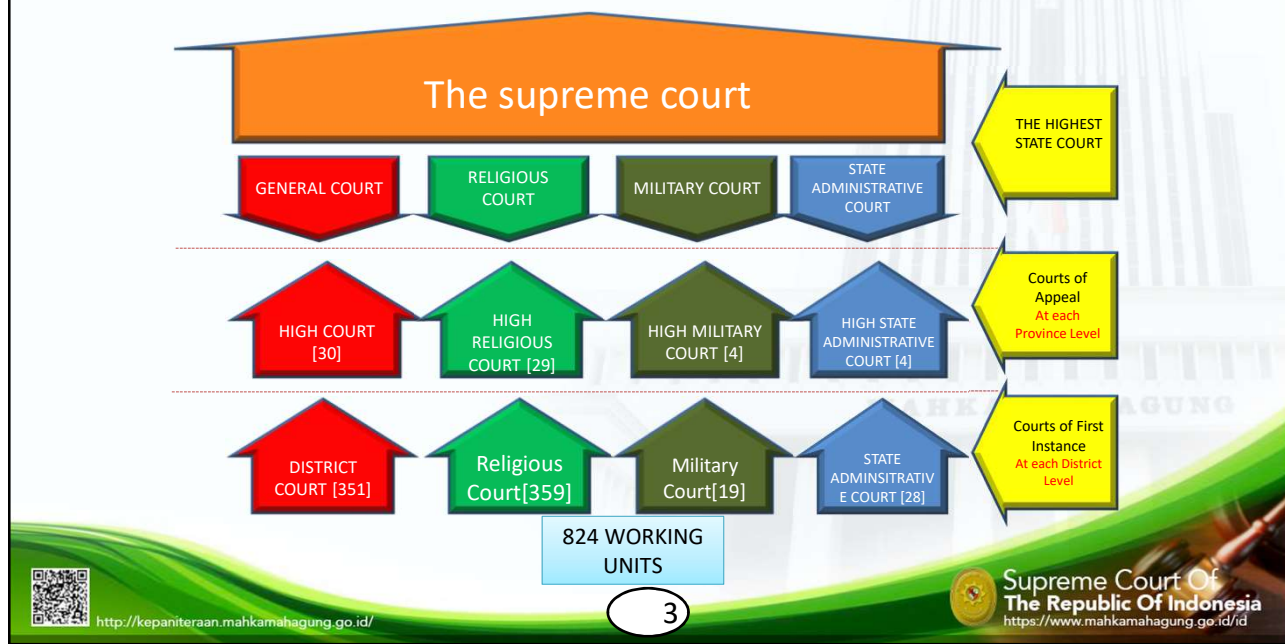 The supreme court
THE HIGHEST
STATE COURT
GENERAL COURT
RELIGIOUS
COURT
MILITARY COURT
STATE
ADMINISTRATIVE
COURT
HIGH COURT
[30]
HIGH
RELIGIOUS
COURT [29]
HIGH MILITARY
COURT [4]
HIGH STATE
ADMINISTRATIVE
COURT [4]
Courts of
Appeal
At each
Province Level
DISTRICT
COURT [351]
Religious
Court[359]
Military
Court[19]
STATE
ADMINSITRATIV
E COURT [28]
Courts of First
Instance
At each District
Level
824 WORKING
UNITS
3
http://kepaniteraan.mahkamahagung.go.id/
Supreme Court Of
The Republic Of Indonesia
https://www.mahkamahagung.go.id/id